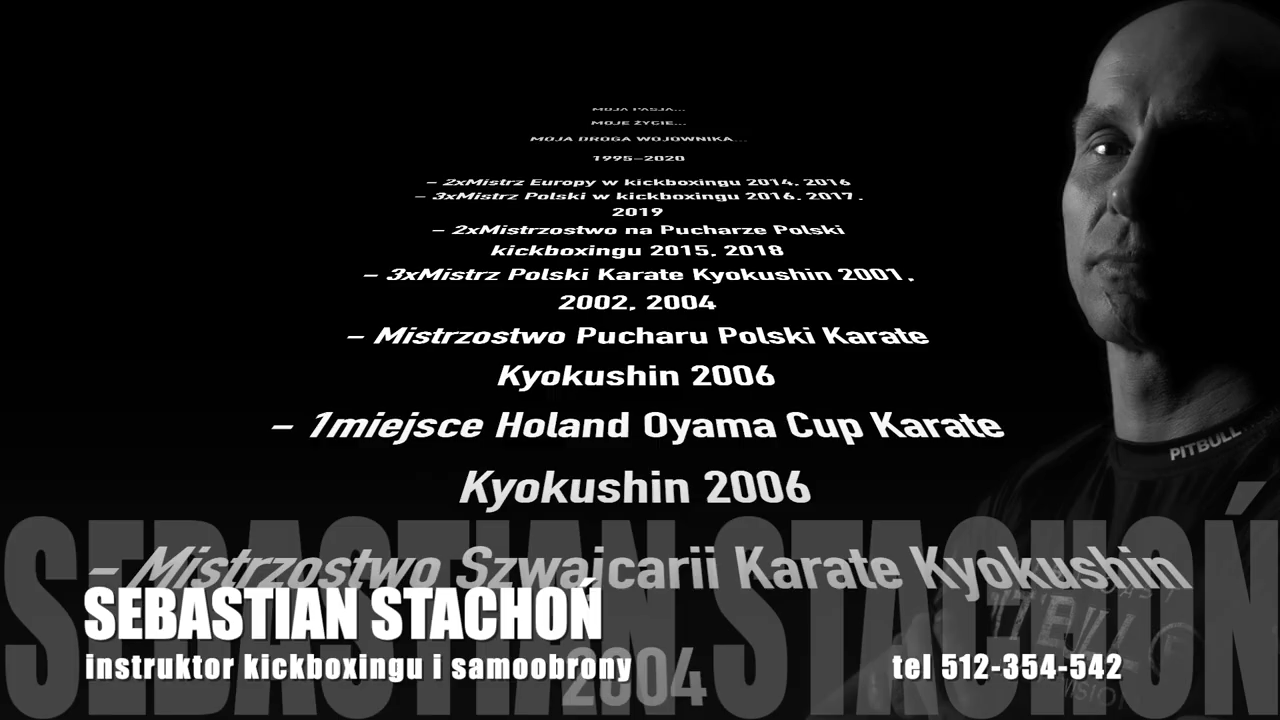 MOJA PASJA...
MOJE ŻYCIE...
MOJA DROGA WOJOWNIKA...
1995–2020
– 2xMistrz Europy w kickboxingu 2014, 2016
– 3xMistrz Polski w kickboxingu 2016, 2017,
2019
– 2xMistrzostwo na Pucharze Polski
kickboxingu 2015, 2018
– 3xMistrz Polski Karate Kyokushin 2001,
2002, 2004
– Mistrzostwo Pucharu Polski Karate
Kyokushin 2006
– 1miejsce Holand Oyama Cup Karate
Kyokushin 2006
– Mistrzostwo Szwajcarii Karate Kyokushin
2004
SEBASTIAN STACHOŃ
SEBASTIAN STACHOŃ
instruktor kickboxingu i samoobrony
tel 512-354-542
PITBULL